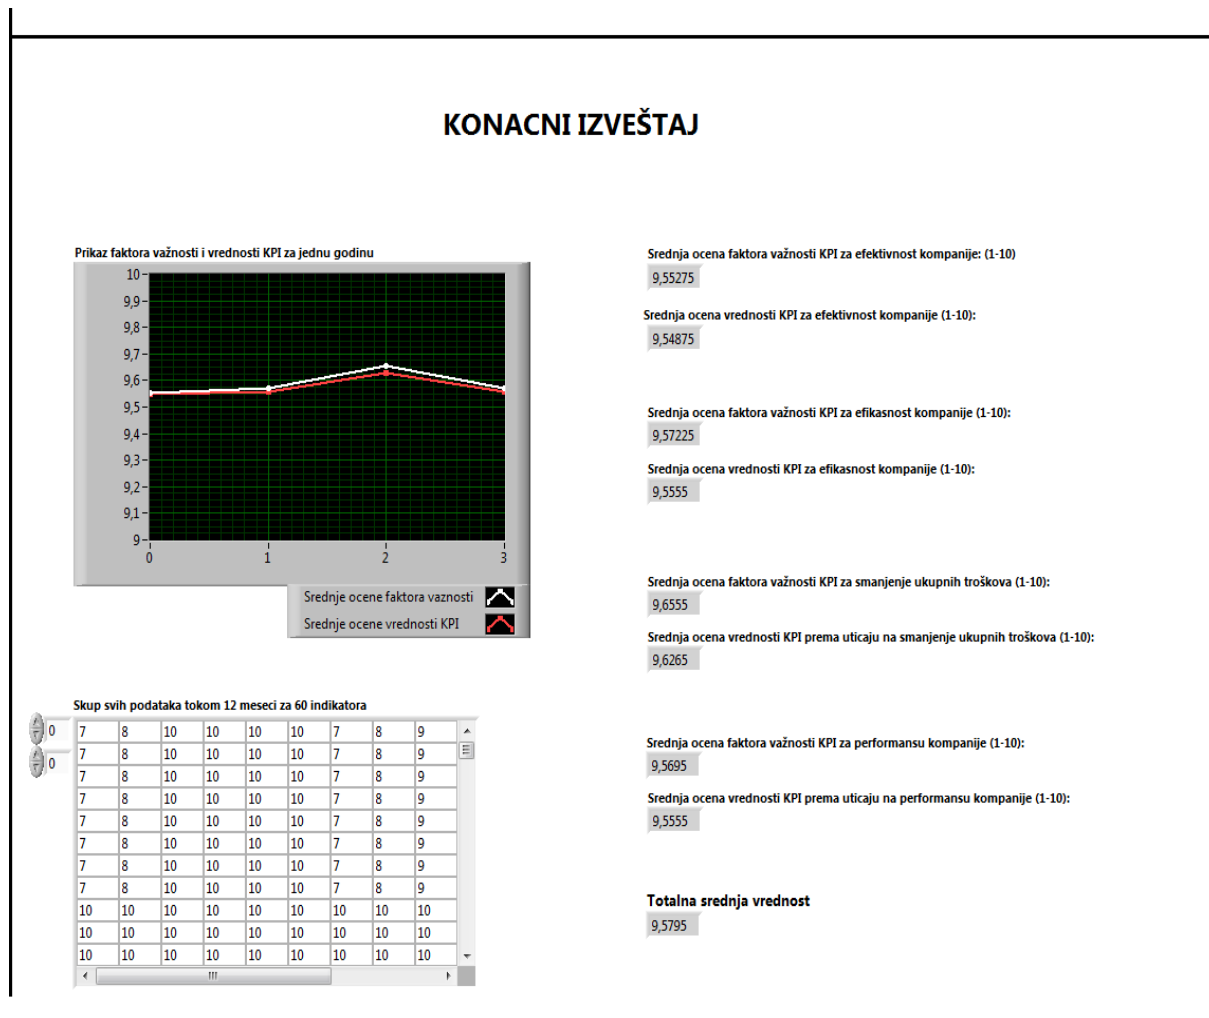 KONACNI IZVEŠTAJ
Prikaz faktora važnosti i vrednosti KPI za jednu godinu
10
9,9
9,8
9,7
9,6
9,5
9,4
9,3
9,2
9,1
9
0 1 2 3
Srednje ocene faktora vaznosti
Srednje ocene vrednosti KPI
Skup svih podataka tokom 12 meseci za 60 indikatora
0
0
7 8 10 10 10 10 7 8 9
7 8 10 10 10 10 7 8 9
7 8 10 10 10 10 7 8 9
7 8 10 10 10 10 7 8 9
7 8 10 10 10 10 7 8 9
7 8 10 10 10 10 7 8 9
7 8 10 10 10 10 7 8 9
7 8 10 10 10 10 7 8 9
10 10 10 10 10 10 10 10 10
10 10 10 10 10 10 10 10 10
10 10 10 10 10 10 10 10 10
Srednja ocena faktora važnosti KPI za efektivnost kompanije: (1-10)
9,55275
Srednja ocena vrednosti KPI za efektivnost kompanije (1-10):
9,54875
Srednja ocena faktora važnosti KPI za efikasnost kompanije (1-10):
9,57225
Srednja ocena vrednosti KPI za efikasnost kompanije (1-10):
9,5555
Srednja ocena faktora važnosti KPI za smanjenje ukupnih troškova (1-10):
9,6555
Srednja ocena vrednosti KPI prema uticaju na smanjenje ukupnih troškova (1-10):
9,6265
Srednja ocena faktora važnosti KPI za performansu kompanije (1-10):
9,5695
Srednja ocena vrednosti KPI prema uticaju na performansu kompanije (1-10):
9,5555
Totalna srednja vrednost
9,5795